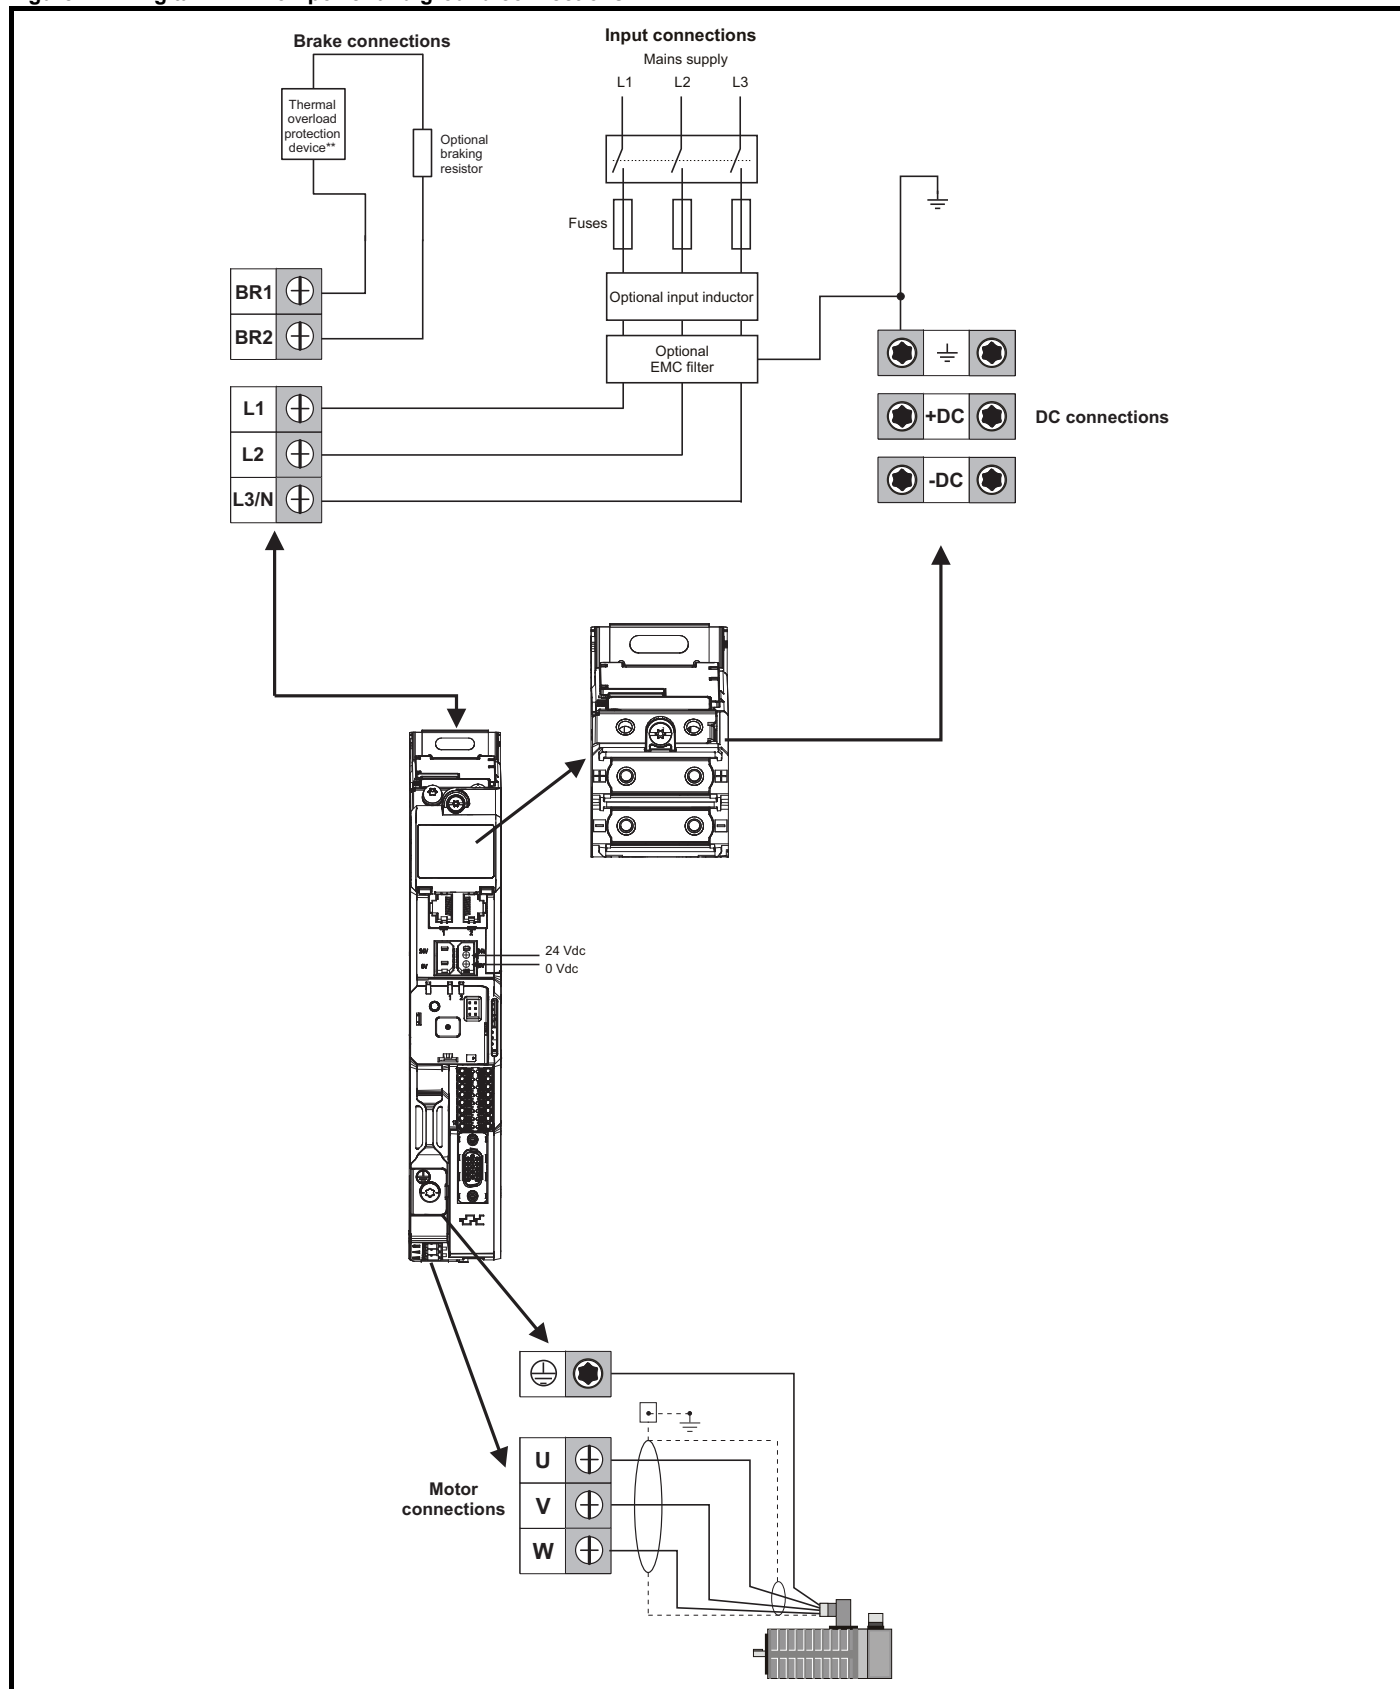 Brake connections
Input connections
Mains supply
L1 L2 L3
Thermal
overload
protection
device**
Optional
braking
resistor
Fuses
BR1
BR2
Optional input inductor
Optional
EMC filter
L1
L2
L3/N
+DC
-DC
DC connections
24 Vdc
0 Vdc
U
V
W
Motor
connections